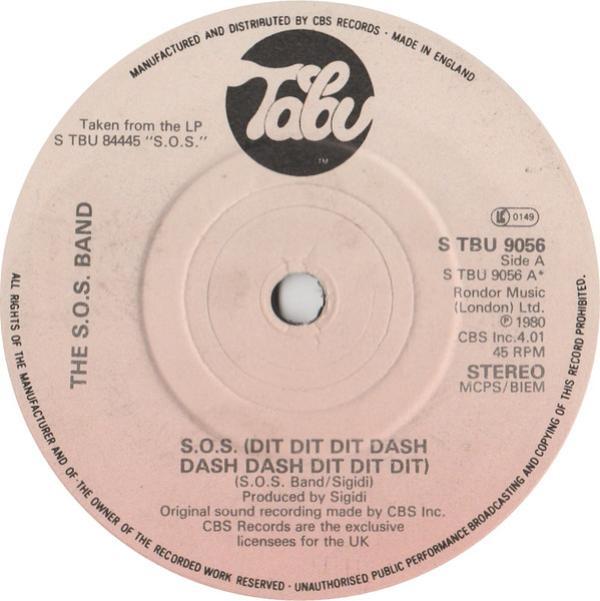 MANUFACTURED AND DISTRIBUTED BY CBS RECORDS · MADE IN ENGLAND
Tabu
TM
Taken from the LP
S TBU 84445 "S.O.S."
THE S.O.S. BAND
LC 0149
S TBU 9056
Side A
S TBU 9056 A*
Rondor Music
(London) Ltd.
℗ 1980
CBS Inc.4.01
45 RPM
STEREO
MCPS/BIEM
S.O.S. (DIT DIT DIT DASH
DASH DASH DIT DIT DIT)
(S.O.S. Band/Sigidi)
Produced by Sigidi
Original sound recording made by CBS Inc.
CBS Records are the exclusive
licensees for the UK
ALL RIGHTS OF THE MANUFACTURER AND OF THE OWNER OF THE RECORDED WORK RESERVED · UNAUTHORISED PUBLIC PERFORMANCE BROADCASTING AND COPYING OF THIS RECORD PROHIBITED.